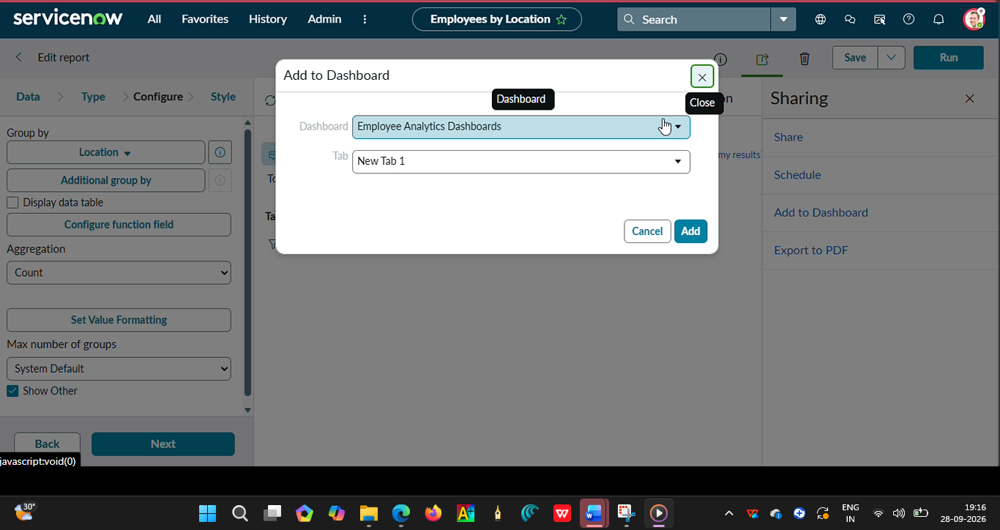 servicenow All Favorites History Admin Employees by Location Search
Edit report Save Run
Data Type Configure Style
Add to Dashboard
Dashboard
Close
Dashboard Employee Analytics Dashboards
Tab New Tab 1
Cancel Add
Group by
Location
Additional group by
Display data table
Configure function field
Aggregation
Count
Set Value Formatting
Max number of groups
System Default
Show Other
Back Next
javascript:void(0)
my results
Sharing
Share
Schedule
Add to Dashboard
Export to PDF
30°
ENG
IN
19:16
28-09-2026